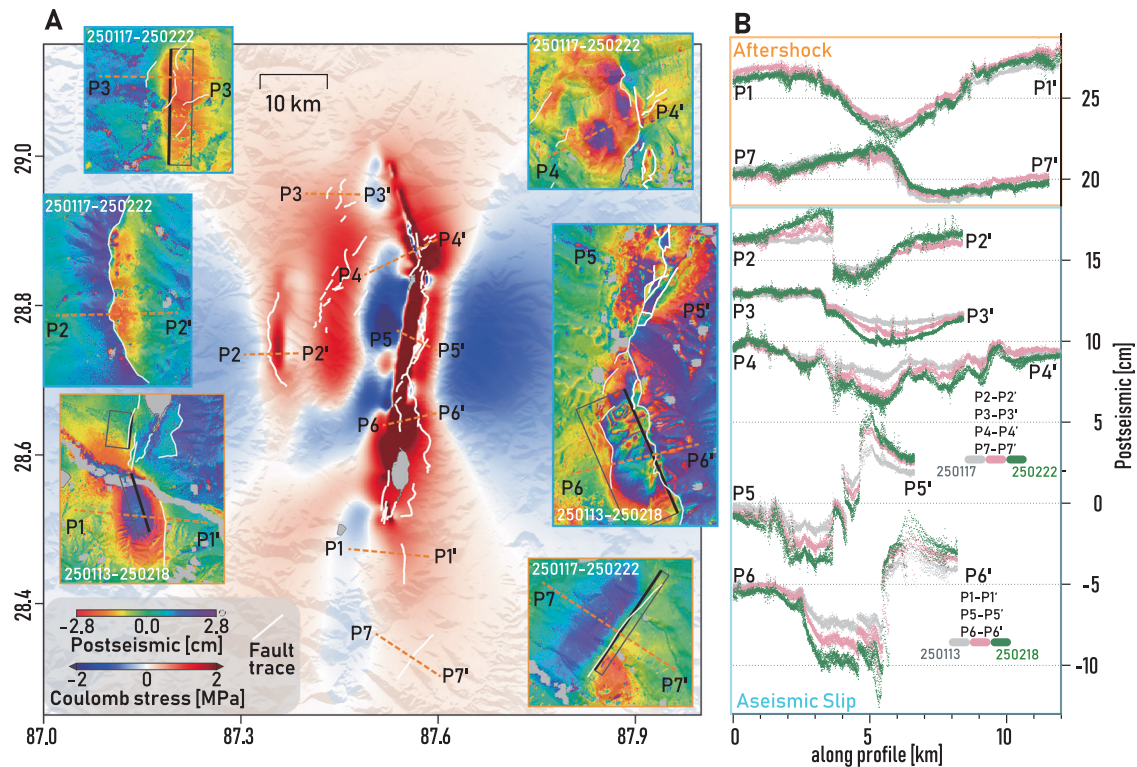 A
B
250117-250222
P3
P3
10 km
250117-250222
P4'
P4
29.0
28.8
28.6
28.4
87.0
87.3
87.6
87.9
P3
P3'
P4'
P4
P5
P5'
P2
P2'
P6
P6'
P1
P1'
P7
P7'
250117-250222
P2
P2'
P1
P1'
250113-250218
P5
P5'
P6'
P6
250113-250218
250117-250222
P7
P7'
-2.8 0.0 2.8
Postseismic [cm]
-2 0 2
Coulomb stress [MPa]
Fault
trace
Aftershock
P1
P1'
P7
P7'
P2
P2'
P3
P3'
P4
P4'
P2-P2'
P3-P3'
P4-P4'
P7-P7'
250117
250222
P5
P5'
P6
P6'
P1-P1'
P5-P5'
P6-P6'
250113
250218
Aseismic Slip
25
20
15
10
5
0
-5
-10
Postseismic [cm]
0 5 10
along profile [km]